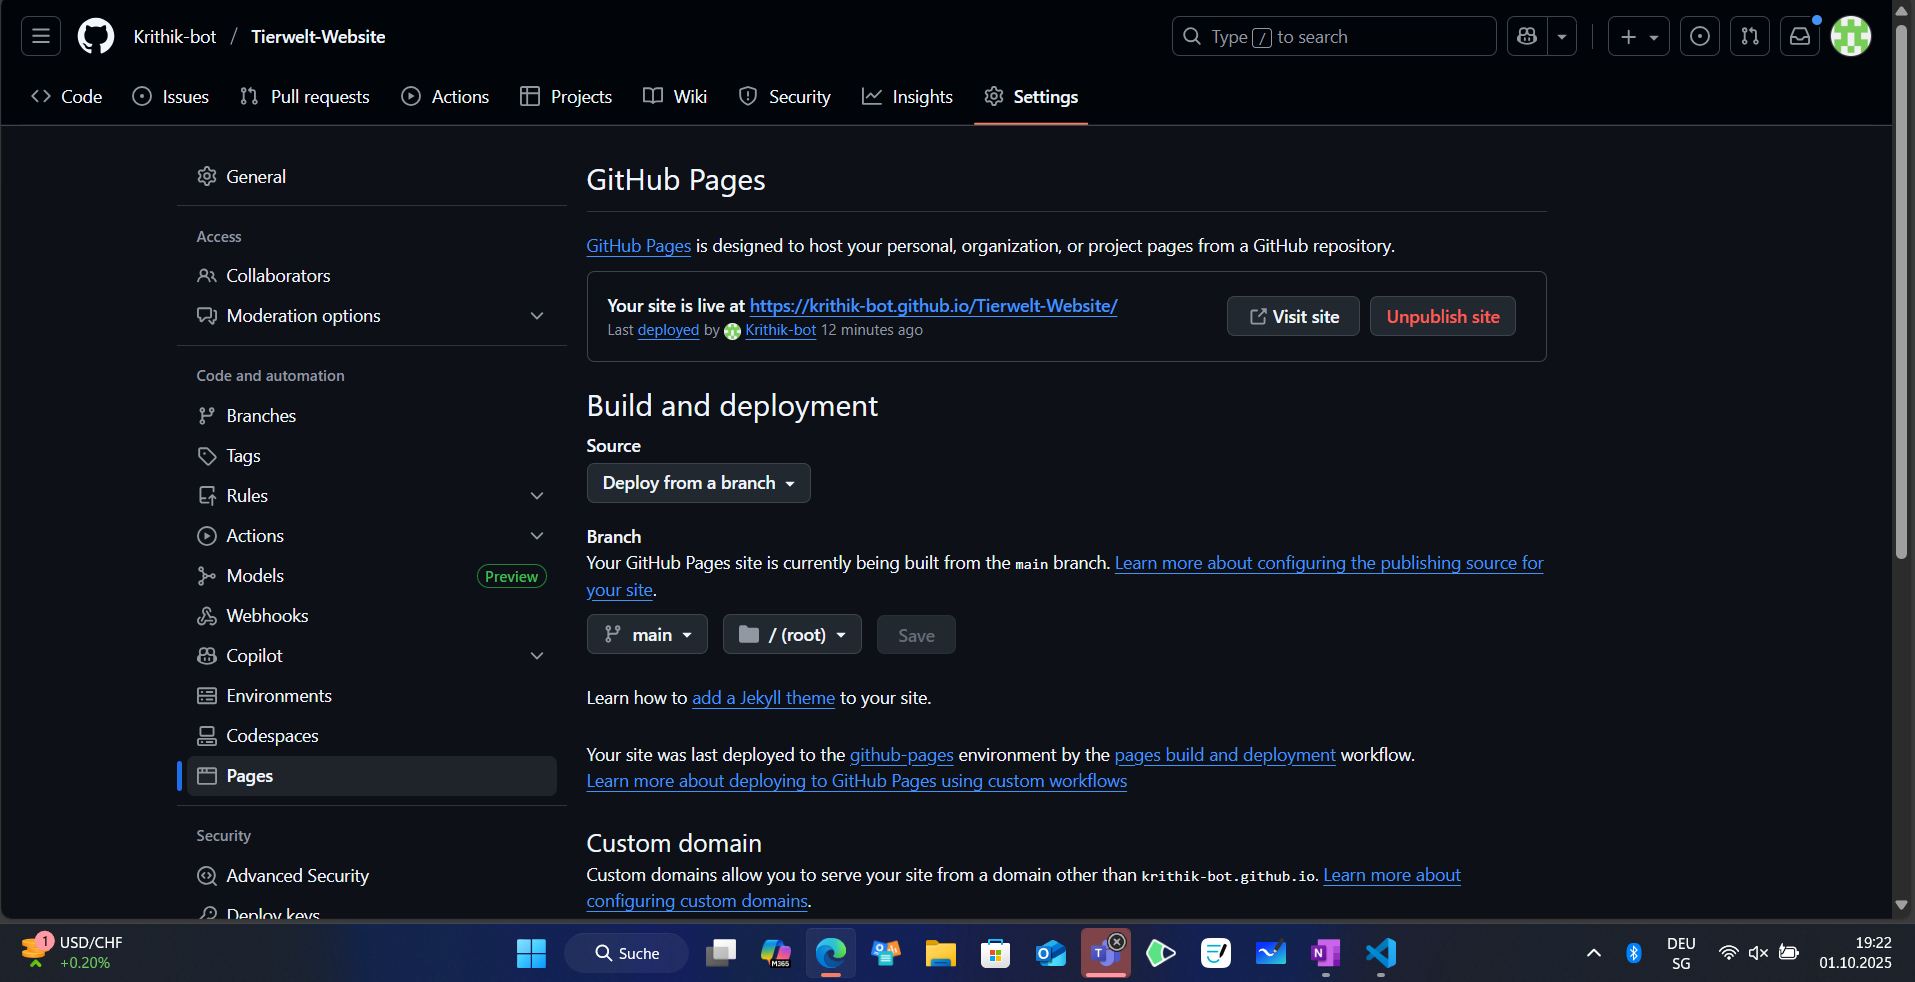 Krithik-bot / Tierwelt-Website
Type / to search
Code Issues Pull requests Actions Projects Wiki Security Insights Settings
General
Access
Collaborators
Moderation options
Code and automation
Branches
Tags
Rules
Actions
Models Preview
Webhooks
Copilot
Environments
Codespaces
Pages
Security
Advanced Security
Deploy keys
GitHub Pages
GitHub Pages is designed to host your personal, organization, or project pages from a GitHub repository.
Your site is live at https://krithik-bot.github.io/Tierwelt-Website/
Last deployed by Krithik-bot 12 minutes ago
Visit site Unpublish site
Build and deployment
Source
Deploy from a branch
Branch
Your GitHub Pages site is currently being built from the main branch. Learn more about configuring the publishing source for
your site.
main / (root) Save
Learn how to add a Jekyll theme to your site.
Your site was last deployed to the github-pages environment by the pages build and deployment workflow.
Learn more about deploying to GitHub Pages using custom workflows
Custom domain
Custom domains allow you to serve your site from a domain other than krithik-bot.github.io. Learn more about
configuring custom domains.
1 USD/CHF
+0.20%
Suche
M365
DEU
SG
19:22
01.10.2025